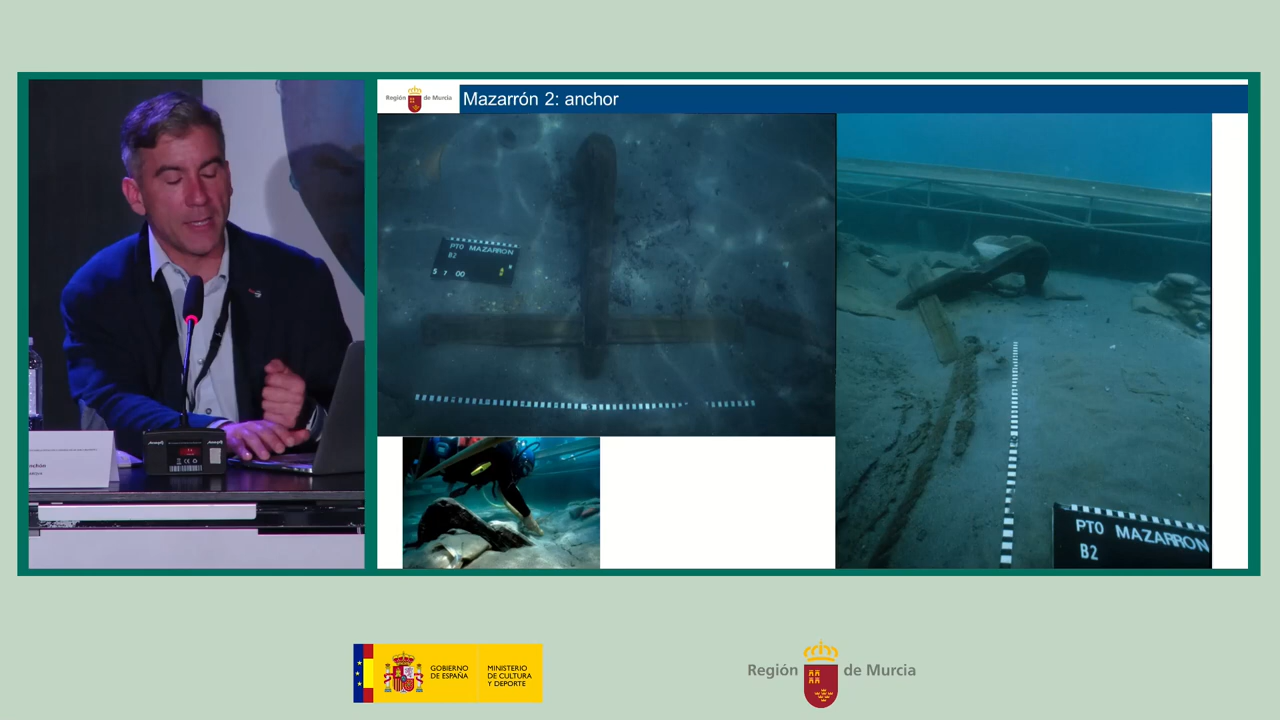 Región de Murcia
Mazarrón 2: anchor
PTO MAZARRON
B2
PTO MAZARRON
B2
GOBIERNO
DE ESPAÑA
MINISTERIO
DE CULTURA
Y DEPORTE
Región de Murcia